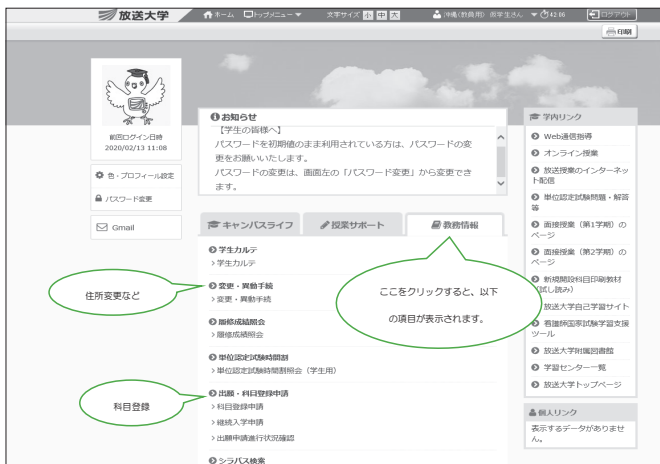 放送大学
ホーム トップメニュー▼ 文字サイズ 小 中 大 ▼ 42:06 ログアウト
印刷
前回ログイン日時
2020/02/13 11:08
色・プロフィール設定
パスワード変更
Gmail
お知らせ
【学生の皆様へ】
パスワードを初期値のまま利用されている方は、パスワードの変
更をお願いいたします。
パスワードの変更は、画面左の「パスワード変更」から変更でき
ます。
キャンパスライフ 授業サポート 教務情報
学生カルテ
>学生カルテ
変更・異動手続
>変更・異動手続
履修成績照会
>履修成績照会
単位認定試験時間割
>単位認定試験時間割照会（学生用）
出願・科目登録申請
>科目登録申請
>継続入学申請
>出願申請進行状況確認
シラバス検索
住所変更など
科目登録
ここをクリックすると、以下
の項目が表示されます。
学内リンク
Web通信指導
オンライン授業
放送授業のインターネッ
ト配信
単位認定試験問題・解答
等
面接授業（第1学期）の
ページ
面接授業（第2学期）の
ページ
新規開設科目印刷教材
（試し読み）
放送大学自己学習サイト
看護師国家試験学習支援
ツール
放送大学附属図書館
学習センター一覧
放送大学トップページ
個人リンク
表示するデータがありませ
ん。